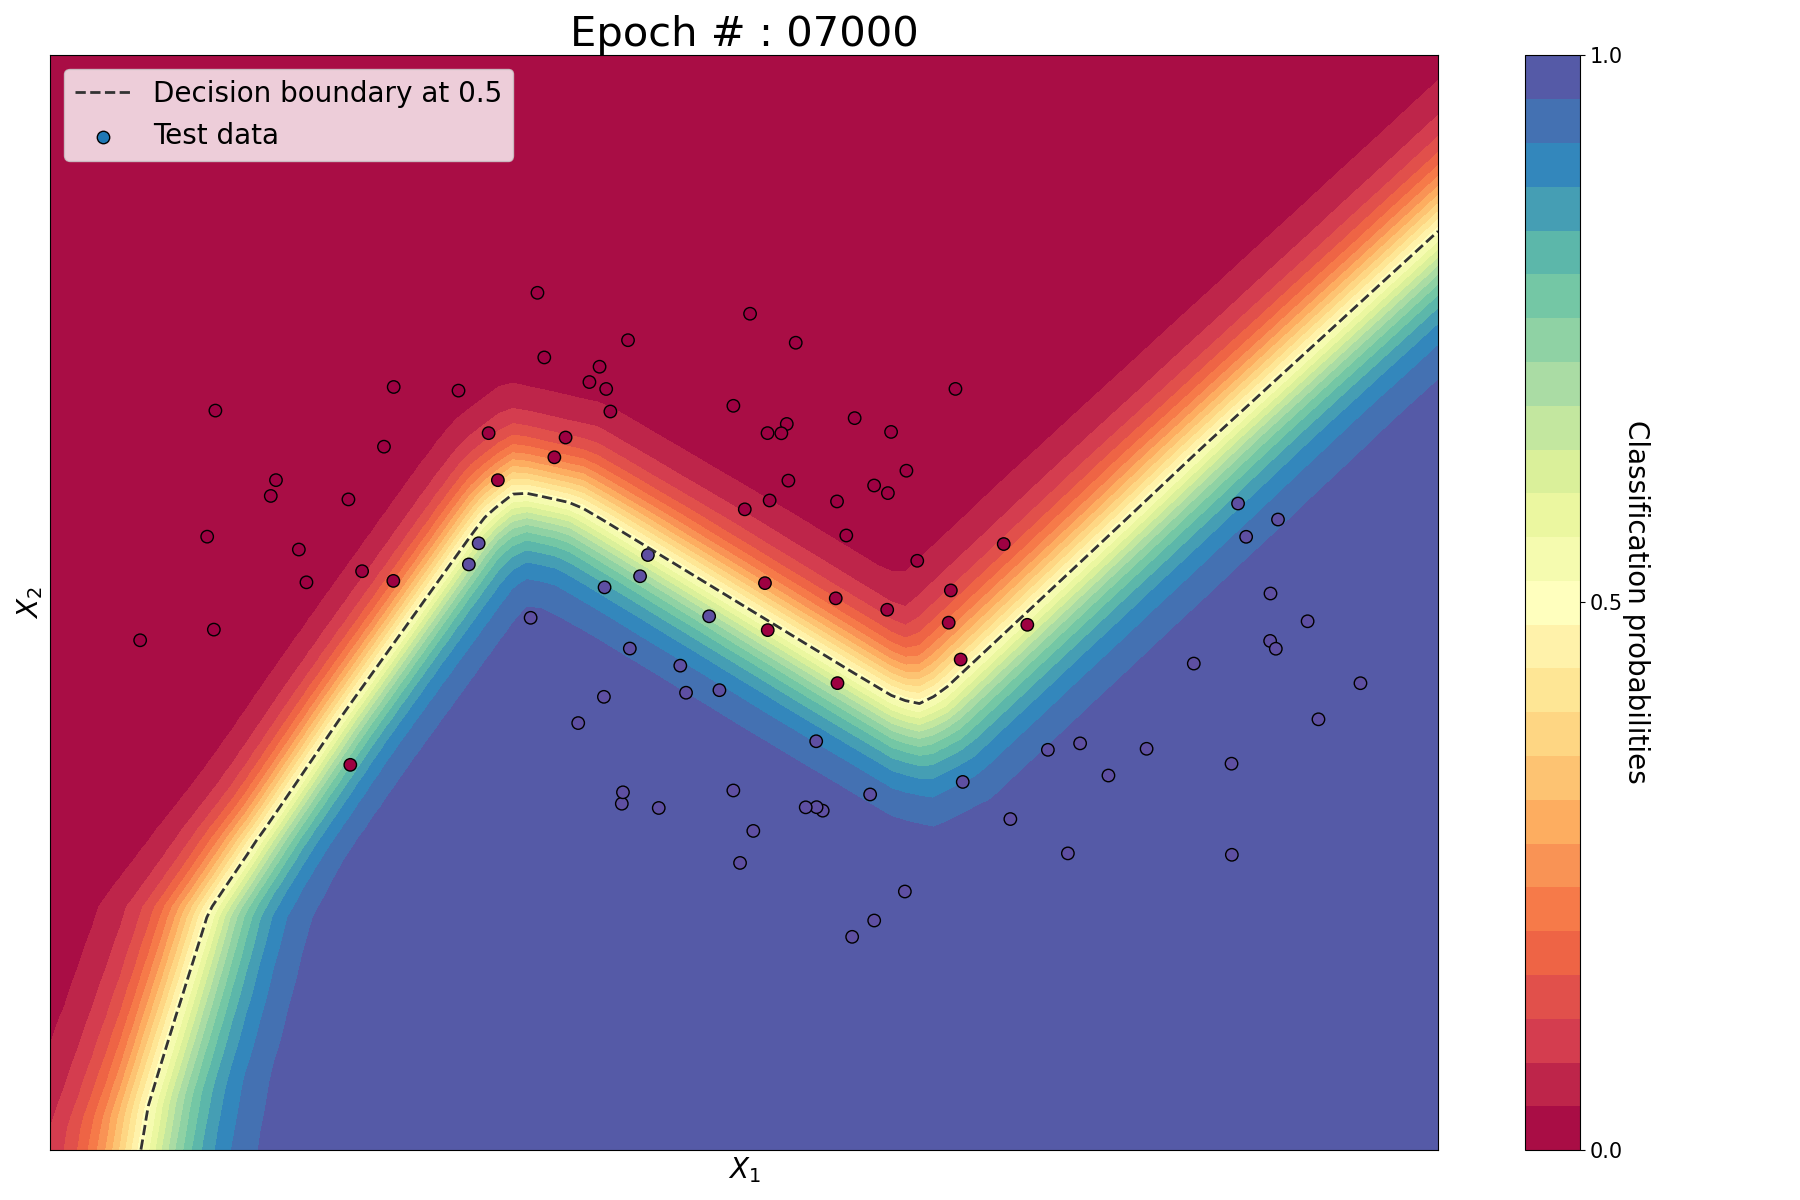 Epoch # : 07000
Decision boundary at 0.5
Test data
X₂
X₁
1.0
0.5
0.0
Classification probabilities